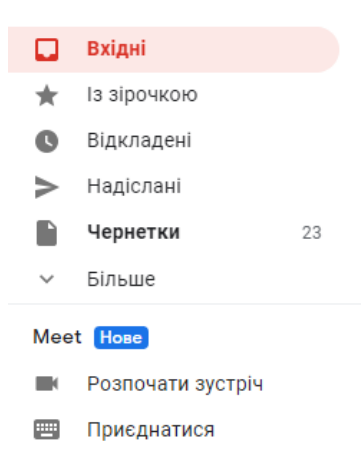 Вхідні
Із зірочкою
Відкладені
Надіслані
Чернетки 23
Більше
Meet Нове
Розпочати зустріч
Приєднатися